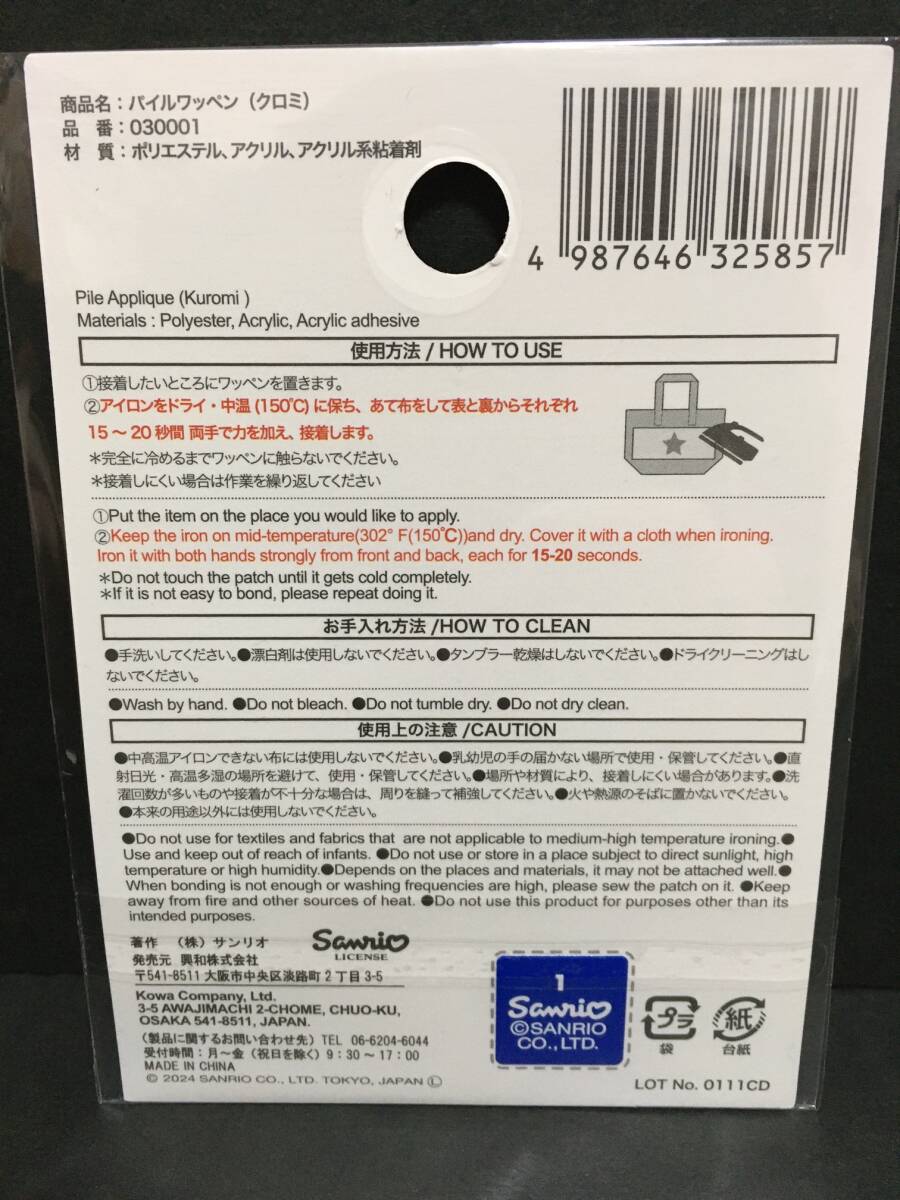 商品名：パイルワッペン（クロミ）
品　番：030001
材　質：ポリエステル、アクリル、アクリル系粘着剤
4 987646 325857
Pile Applique (Kuromi )
Materials : Polyester, Acrylic, Acrylic adhesive
使用方法 / HOW TO USE
①接着したいところにワッペンを置きます。
②アイロンをドライ・中温 (150℃) に保ち、あて布をして表と裏からそれぞれ
15～20 秒間 両手で力を加え、接着します。
＊完全に冷めるまでワッペンに触らないでください。
＊接着しにくい場合は作業を繰り返してください
①Put the item on the place you would like to apply.
②Keep the iron on mid-temperature(302° F(150℃))and dry. Cover it with a cloth when ironing.
Iron it with both hands strongly from front and back, each for 15-20 seconds.
＊Do not touch the patch until it gets cold completely.
＊If it is not easy to bond, please repeat doing it.
お手入れ方法 /HOW TO CLEAN
●手洗いしてください。●漂白剤は使用しないでください。●タンブラー乾燥はしないでください。●ドライクリーニングはし
ないでください。
●Wash by hand. ●Do not bleach. ●Do not tumble dry. ●Do not dry clean.
使用上の注意 /CAUTION
●中高温アイロンできない布には使用しないでください。●乳幼児の手の届かない場所で使用・保管してください。●直
射日光・高温多湿の場所を避けて、使用・保管してください。●場所や材質により、接着しにくい場合があります。●洗
濯回数が多いものや接着が不十分な場合は、周りを縫って補強してください。●火や熱源のそばに置かないでください。
●本来の用途以外には使用しないでください。
●Do not use for textiles and fabrics that are not applicable to medium-high temperature ironing.●
Use and keep out of reach of infants. ●Do not use or store in a place subject to direct sunlight, high
temperature or high humidity.●Depends on the places and materials, it may not be attached well.●
When bonding is not enough or washing frequencies are high, please sew the patch on it. ●Keep
away from fire and other sources of heat. ●Do not use this product for purposes other than its
intended purposes.
著作　（株）サンリオ
発売元　興和株式会社
〒541-8511 大阪市中央区淡路町２丁目 3-5
Sanrio
LICENSE
Kowa Company, Ltd.
3-5 AWAJIMACHI 2-CHOME, CHUO-KU,
OSAKA 541-8511, JAPAN.
（製品に関するお問い合わせ先）TEL 06-6204-6044
受付時間：月～金（祝日を除く）9：30～17：00
MADE IN CHINA
© 2024 SANRIO CO., LTD. TOKYO, JAPAN Ⓛ
1
Sanrio
©SANRIO
CO.,LTD.
プラ
袋
紙
台紙
LOT No. 0111CD